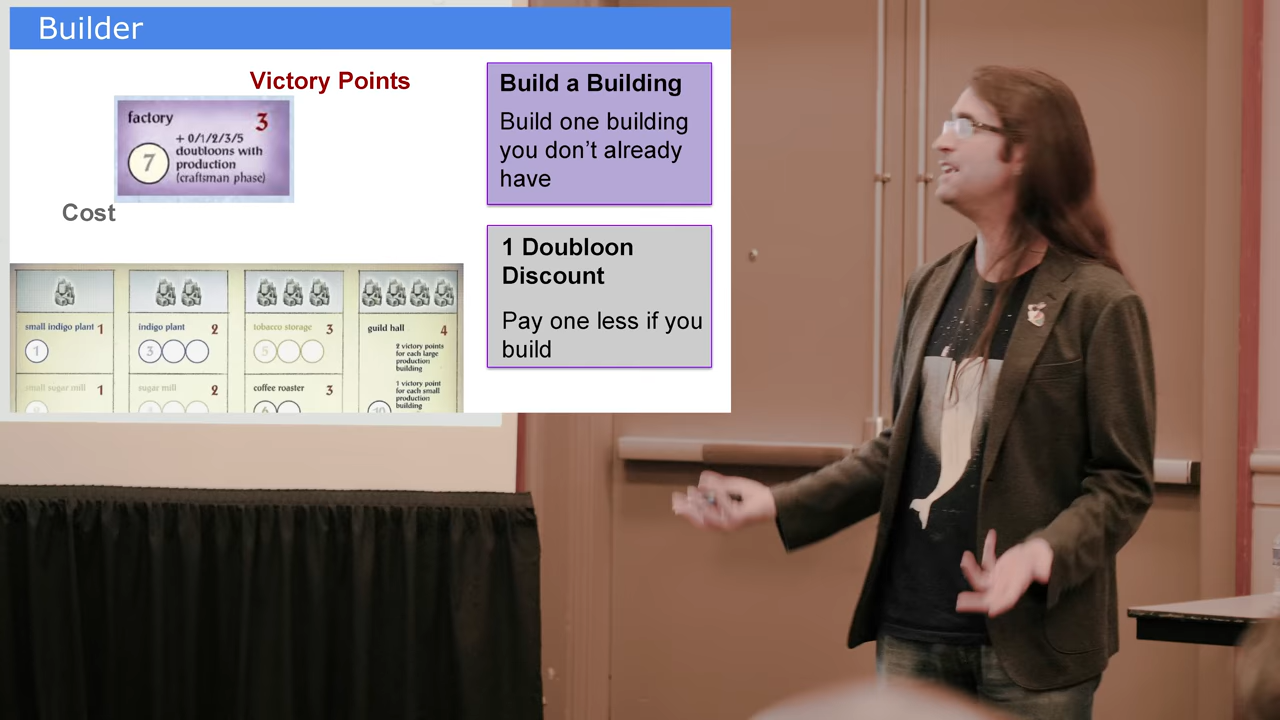 Builder
Victory Points
factory 3
+ 0/1/2/3/5
doubloons with
7
production
(craftsman phase)
Cost
Build a Building
Build one building
you don’t already
have
1 Doubloon
Discount
Pay one less if you
build
small indigo plant 1
1
small sugar mill 1
indigo plant 2
3
sugar mill 2
tobacco storage 3
5
coffee roaster 3
6
guild hall 4
2 victory points
for each large
production
building
1 victory point
for each small
production
building
10